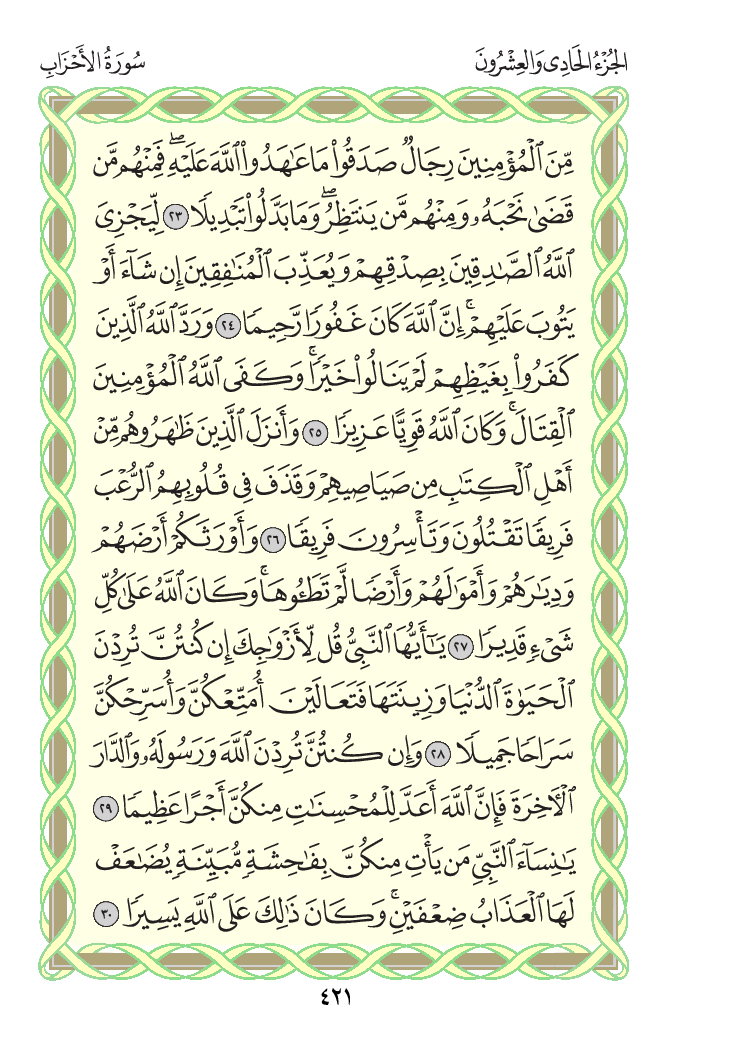 الجُزْءُ الحَادِى وَالعِشْرُونَ
سُورَةُ الأَحْزَابِ
مِّنَ ٱلْمُؤْمِنِينَ رِجَالٌ صَدَقُوا۟ مَا عَـٰهَدُوا۟ ٱللَّهَ عَلَيْهِ ۖ فَمِنْهُم مَّن
قَضَىٰ نَحْبَهُۥ وَمِنْهُم مَّن يَنتَظِرُ ۖ وَمَا بَدَّلُوا۟ تَبْدِيلًا ٢٣ لِّيَجْزِىَ
ٱللَّهُ ٱلصَّـٰدِقِينَ بِصِدْقِهِمْ وَيُعَذِّبَ ٱلْمُنَـٰفِقِينَ إِن شَآءَ أَوْ
يَتُوبَ عَلَيْهِمْ ۚ إِنَّ ٱللَّهَ كَانَ غَفُورًا رَّحِيمًا ٢٤ وَرَدَّ ٱللَّهُ ٱلَّذِينَ
كَفَرُوا۟ بِغَيْظِهِمْ لَمْ يَنَالُوا۟ خَيْرًا ۚ وَكَفَى ٱللَّهُ ٱلْمُؤْمِنِينَ
ٱلْقِتَالَ ۚ وَكَانَ ٱللَّهُ قَوِيًّا عَزِيزًا ٢٥ وَأَنزَلَ ٱلَّذِينَ ظَـٰهَرُوهُم مِّنْ
أَهْلِ ٱلْكِتَـٰبِ مِن صَيَاصِيهِمْ وَقَذَفَ فِى قُلُوبِهِمُ ٱلرُّعْبَ
فَرِيقًا تَقْتُلُونَ وَتَأْسِرُونَ فَرِيقًا ٢٦ وَأَوْرَثَكُمْ أَرْضَهُمْ
وَدِيَـٰرَهُمْ وَأَمْوَٰلَهُمْ وَأَرْضًا لَّمْ تَطَـُٔوهَا ۚ وَكَانَ ٱللَّهُ عَلَىٰ كُلِّ
شَىْءٍ قَدِيرًا ٢٧ يَـٰٓأَيُّهَا ٱلنَّبِىُّ قُل لِّأَزْوَٰجِكَ إِن كُنتُنَّ تُرِدْنَ
ٱلْحَيَوٰةَ ٱلدُّنْيَا وَزِينَتَهَا فَتَعَالَيْنَ أُمَتِّعْكُنَّ وَأُسَرِّحْكُنَّ
سَرَاحًا جَمِيلًا ٢٨ وَإِن كُنتُنَّ تُرِدْنَ ٱللَّهَ وَرَسُولَهُۥ وَٱلدَّارَ
ٱلْـَٔاخِرَةَ فَإِنَّ ٱللَّهَ أَعَدَّ لِلْمُحْسِنَـٰتِ مِنكُنَّ أَجْرًا عَظِيمًا ٢٩
يَـٰنِسَآءَ ٱلنَّبِىِّ مَن يَأْتِ مِنكُنَّ بِفَـٰحِشَةٍ مُّبَيِّنَةٍ يُضَـٰعَفْ
لَهَا ٱلْعَذَابُ ضِعْفَيْنِ ۚ وَكَانَ ذَٰلِكَ عَلَى ٱللَّهِ يَسِيرًا ٣٠
٤٢١